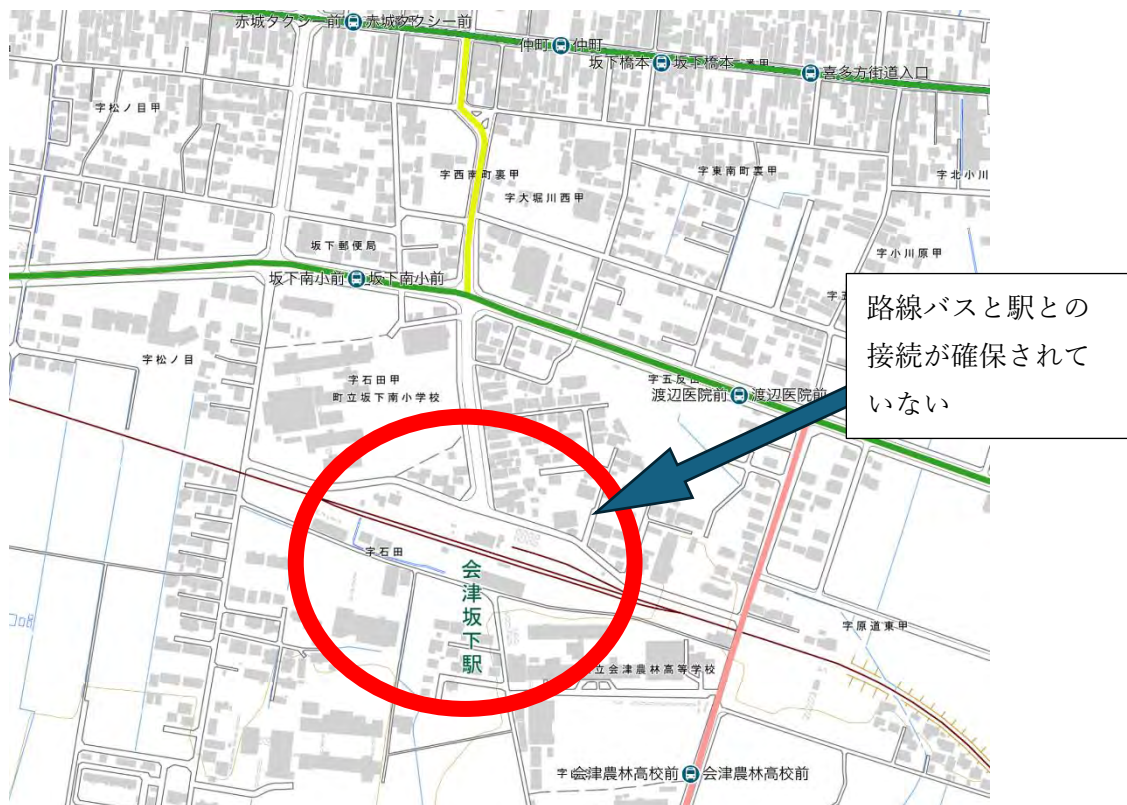 赤城タクシー前 赤城タクシー前
仲町 仲町
坂下橋本 坂下橋本
喜多方街道入口
字松ノ目甲
字西南町裏甲
字東南町裏甲
字北小川
字大堀川西甲
坂下郵便局
字小川原甲
坂下南小前 坂下南小前
路線バスと駅との
接続が確保されて
いない
字松ノ目
字石田甲
町立坂下南小学校
字五反田
渡辺医院前 渡辺医院前
字石田
会津坂下駅
字原道東甲
立会津農林高等学校
会津農林高校前 会津農林高校前